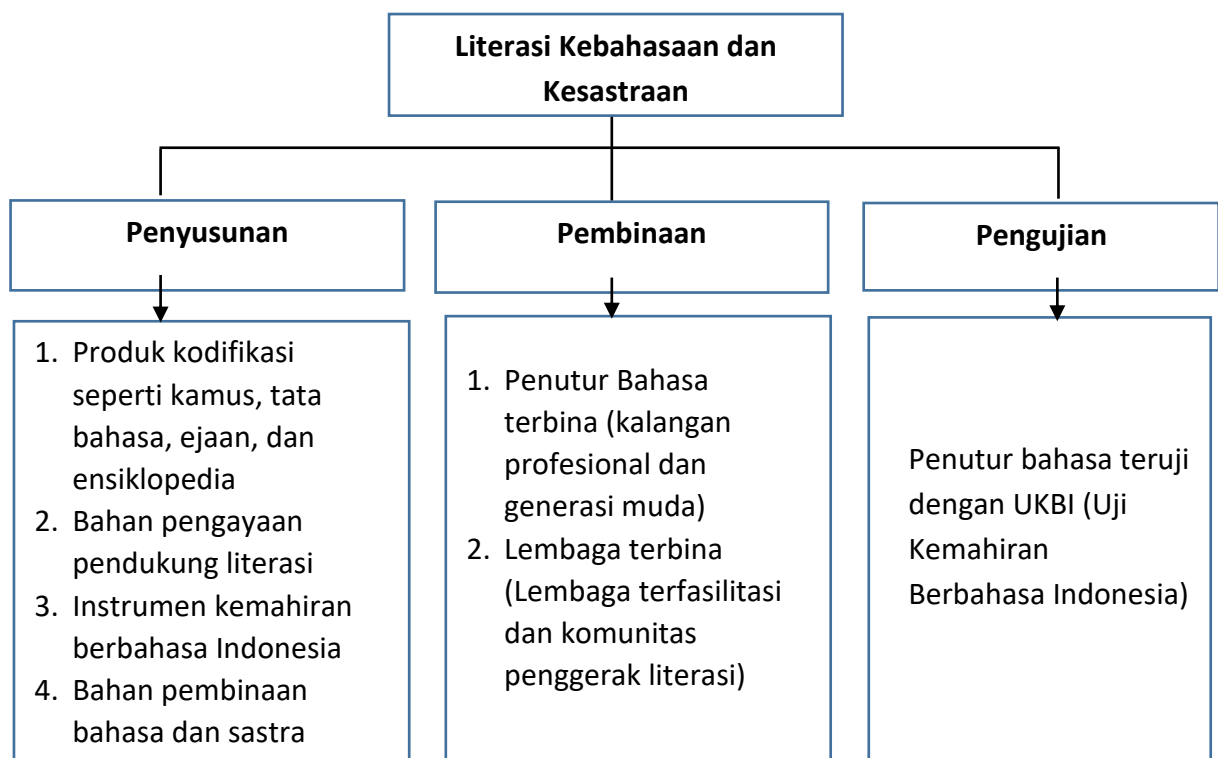 Literasi Kebahasaan dan
Kesastraan
Penyusunan
Pembinaan
Pengujian
1. Produk kodifikasi
seperti kamus, tata
bahasa, ejaan, dan
ensiklopedia
2. Bahan pengayaan
pendukung literasi
3. Instrumen kemahiran
berbahasa Indonesia
4. Bahan pembinaan
bahasa dan sastra
1. Penutur Bahasa
terbina (kalangan
profesional dan
generasi muda)
2. Lembaga terbina
(Lembaga terfasilitasi
dan komunitas
penggerak literasi)
Penutur bahasa teruji
dengan UKBI (Uji
Kemahiran
Berbahasa Indonesia)